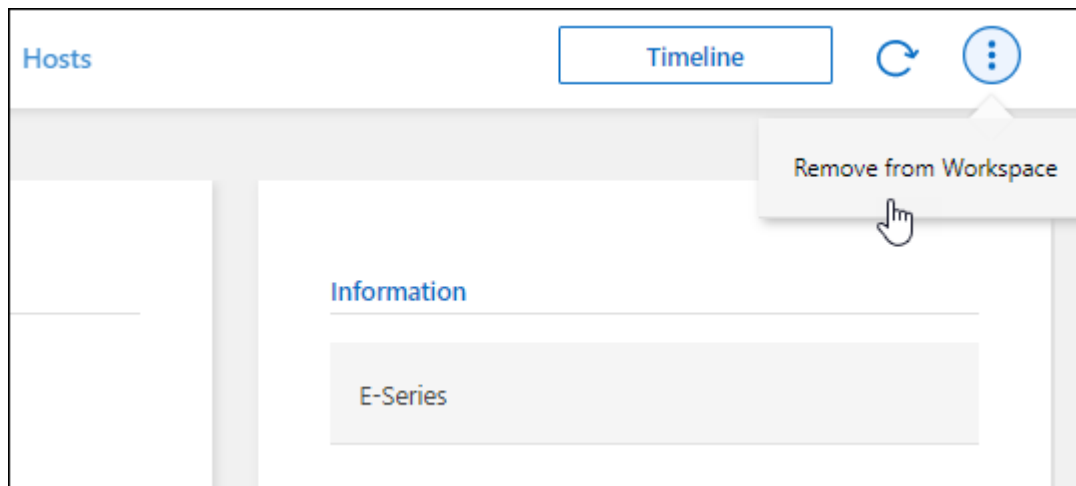 Hosts
Timeline
Remove from Workspace
Information
E-Series